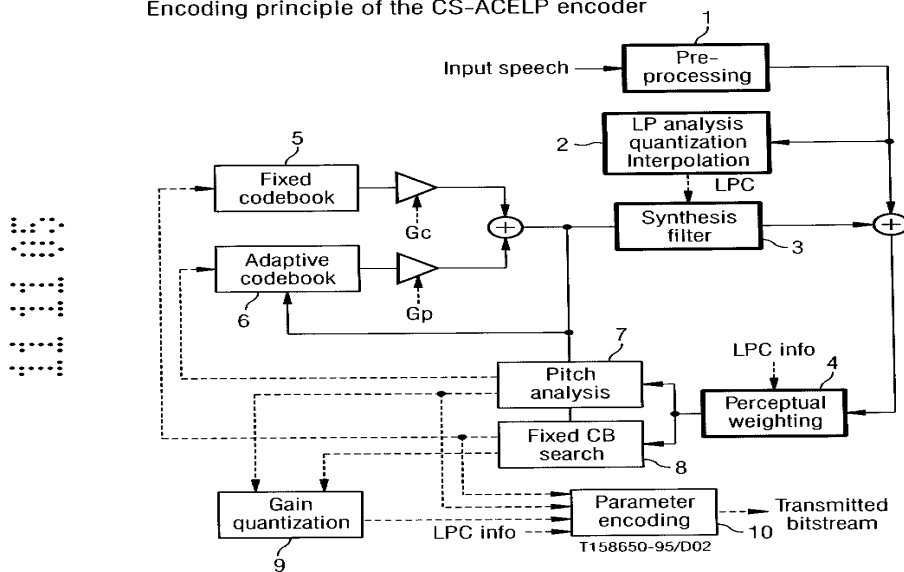 Encoding principle of the CS-ACELP encoder
1
Input speech
Pre-
processing
2
LP analysis
quantization
Interpolation
LPC
5
Fixed
codebook
Gc
Synthesis
filter
3
Adaptive
codebook
6
Gp
7
Pitch
analysis
LPC info
4
Perceptual
weighting
Fixed CB
search
8
Gain
quantization
9
LPC info
Parameter
encoding
10
Transmitted
bitstream
T158650-95/D02